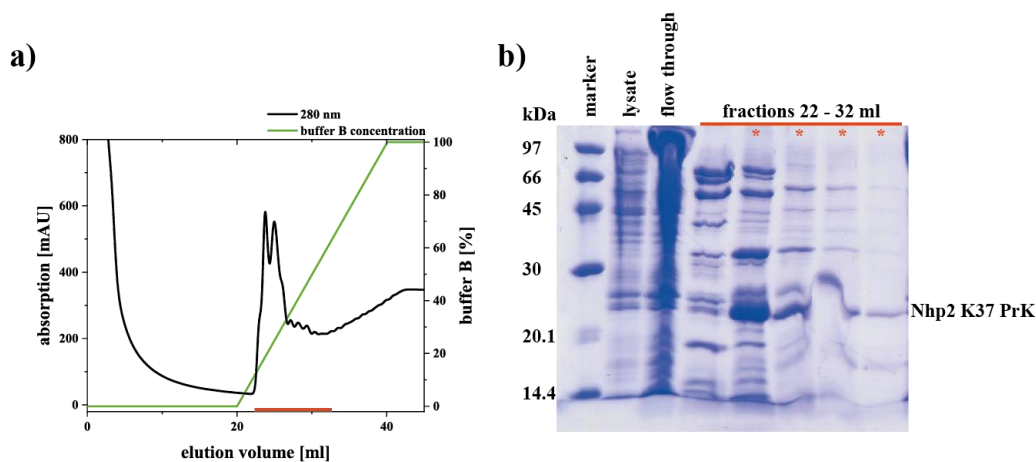 a)
280 nm
buffer B concentration
absorption [mAU]
800
600
400
200
0
100
80
60
40
20
0
buffer B [%]
0
20
40
elution volume [ml]
b)
kDa
marker
lysate
flow through
fractions 22 - 32 ml
* * * *
97
66
45
30
20.1
14.4
Nhp2 K37 PrK